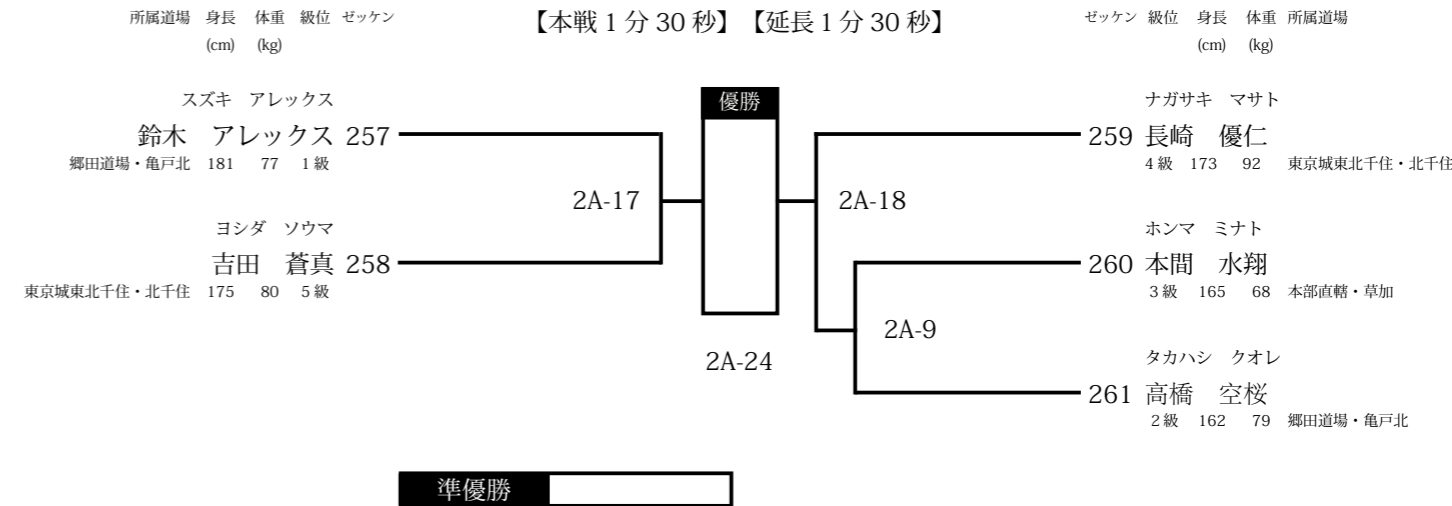 所属道場 身長 体重 級位 ゼッケン
(cm) (kg)
【本戦1分30秒】【延長1分30秒】
ゼッケン 級位 身長 体重 所属道場
(cm) (kg)
スズキ アレックス
鈴木 アレックス 257
郷田道場・亀戸北 181 77 1級
2A-17
ヨシダ ソウマ
吉田 蒼真 258
東京城東北千住・北千住 175 80 5級
優勝
2A-24
ナガサキ マサト
259 長崎 優仁
4級 173 92 東京城東北千住・北千住
2A-18
ホンマ ミナト
260 本間 水翔
3級 165 68 本部直轄・草加
2A-9
タカハシ クオレ
261 高橋 空桜
2級 162 79 郷田道場・亀戸北
準優勝